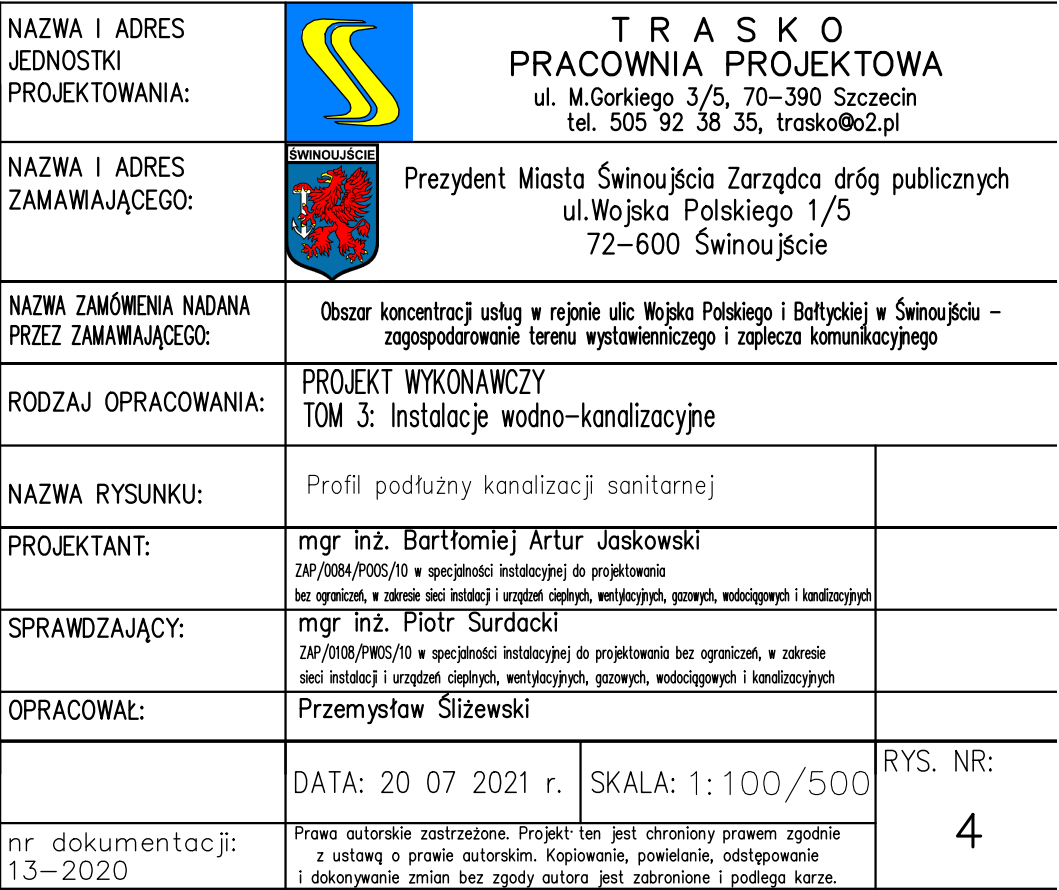 NAZWA I ADRES
JEDNOSTKI
PROJEKTOWANIA:
T R A S K O
PRACOWNIA PROJEKTOWA
ul. M.Gorkiego 3/5, 70-390 Szczecin
tel. 505 92 38 35, trasko@o2.pl
NAZWA I ADRES
ZAMAWIAJĄCEGO:
ŚWINOUJŚCIE
Prezydent Miasta Świnoujścia Zarządca dróg publicznych
ul.Wojska Polskiego 1/5
72-600 Świnoujście
NAZWA ZAMÓWIENIA NADANA
PRZEZ ZAMAWIAJĄCEGO:
Obszar koncentracji usług w rejonie ulic Wojska Polskiego i Bałtyckiej w Świnoujściu -
zagospodarowanie terenu wystawienniczego i zaplecza komunikacyjnego
RODZAJ OPRACOWANIA:
PROJEKT WYKONAWCZY
TOM 3: Instalacje wodno-kanalizacyjne
NAZWA RYSUNKU:
Profil podłużny kanalizacji sanitarnej
PROJEKTANT:
mgr inż. Bartłomiej Artur Jaskowski
ZAP/0084/POOS/10 w specjalności instalacyjnej do projektowania
bez ograniczeń, w zakresie sieci instalacji i urządzeń cieplnych, wentylacyjnych, gazowych, wodociągowych i kanalizacyjnych
SPRAWDZAJĄCY:
mgr inż. Piotr Surdacki
ZAP/0108/PWOS/10 w specjalności instalacyjnej do projektowania bez ograniczeń, w zakresie
sieci instalacji i urządzeń cieplnych, wentylacyjnych, gazowych, wodociągowych i kanalizacyjnych
OPRACOWAŁ:
Przemysław Śliżewski
DATA: 20 07 2021 r.
SKALA: 1:100/500
RYS. NR:
4
nr dokumentacji:
13-2020
Prawa autorskie zastrzeżone. Projekt ten jest chroniony prawem zgodnie
z ustawą o prawie autorskim. Kopiowanie, powielanie, odstępowanie
i dokonywanie zmian bez zgody autora jest zabronione i podlega karze.